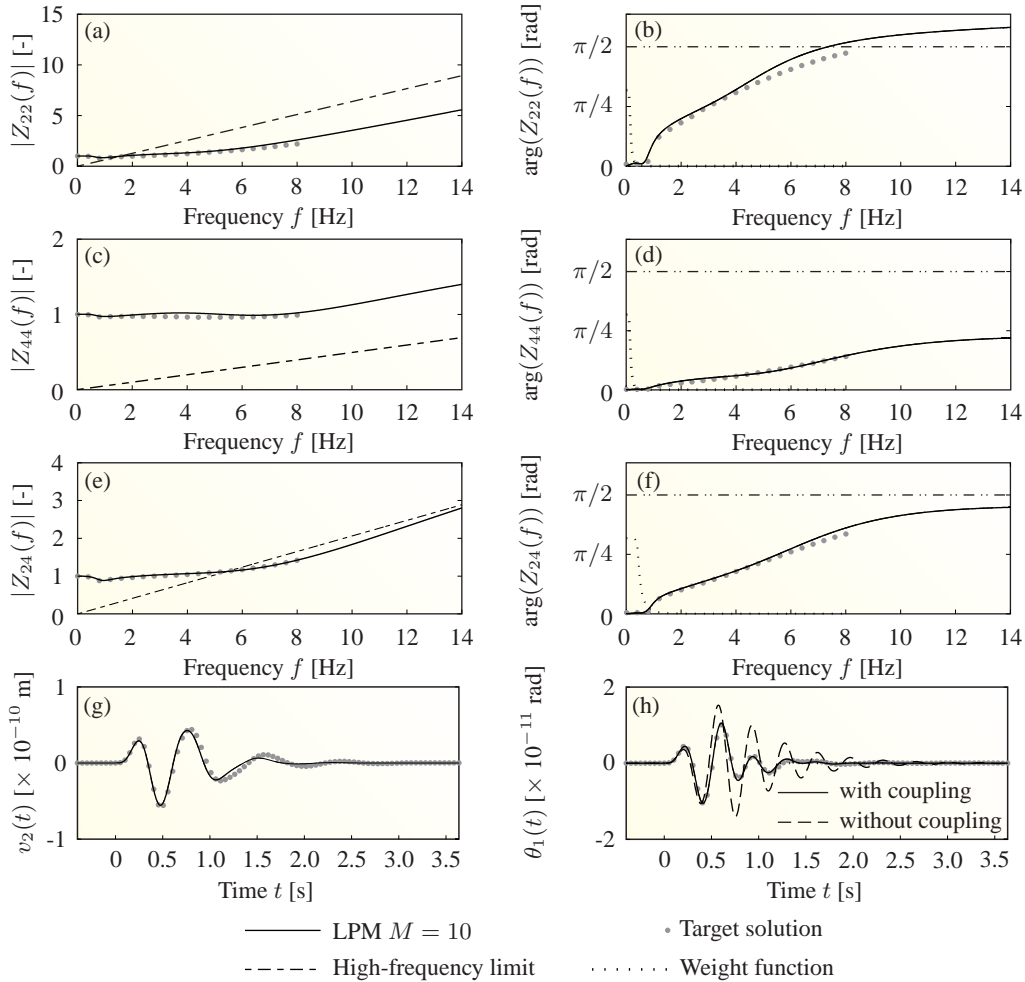 (a)
|Z22(f)| [-]
15
10
5
0
0 2 4 6 8 10 12 14
Frequency f [Hz]
(b)
arg(Z22(f)) [rad]
π/2
π/4
0
0 2 4 6 8 10 12 14
Frequency f [Hz]
(c)
|Z44(f)| [-]
2
1
0
0 2 4 6 8 10 12 14
Frequency f [Hz]
(d)
arg(Z44(f)) [rad]
π/2
π/4
0
0 2 4 6 8 10 12 14
Frequency f [Hz]
(e)
|Z24(f)| [-]
4
3
2
1
0
0 2 4 6 8 10 12 14
Frequency f [Hz]
(f)
arg(Z24(f)) [rad]
π/2
π/4
0
0 2 4 6 8 10 12 14
Frequency f [Hz]
(g)
v2(t) [× 10−10 m]
1
0
-1
0 0.5 1.0 1.5 2.0 2.5 3.0 3.5
Time t [s]
(h)
θ1(t) [× 10−11 rad]
2
0
-2
with coupling
without coupling
0 0.5 1.0 1.5 2.0 2.5 3.0 3.5
Time t [s]
LPM M = 10
Target solution
High-frequency limit
Weight function